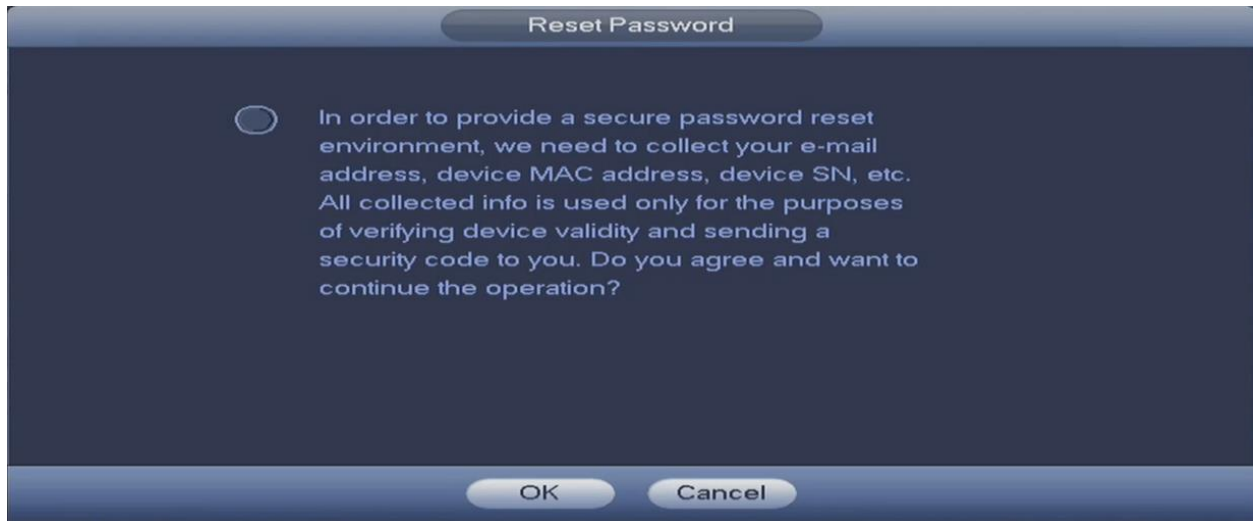 Reset Password
In order to provide a secure password reset
environment, we need to collect your e-mail
address, device MAC address, device SN, etc.
All collected info is used only for the purposes
of verifying device validity and sending a
security code to you. Do you agree and want to
continue the operation?
OK Cancel